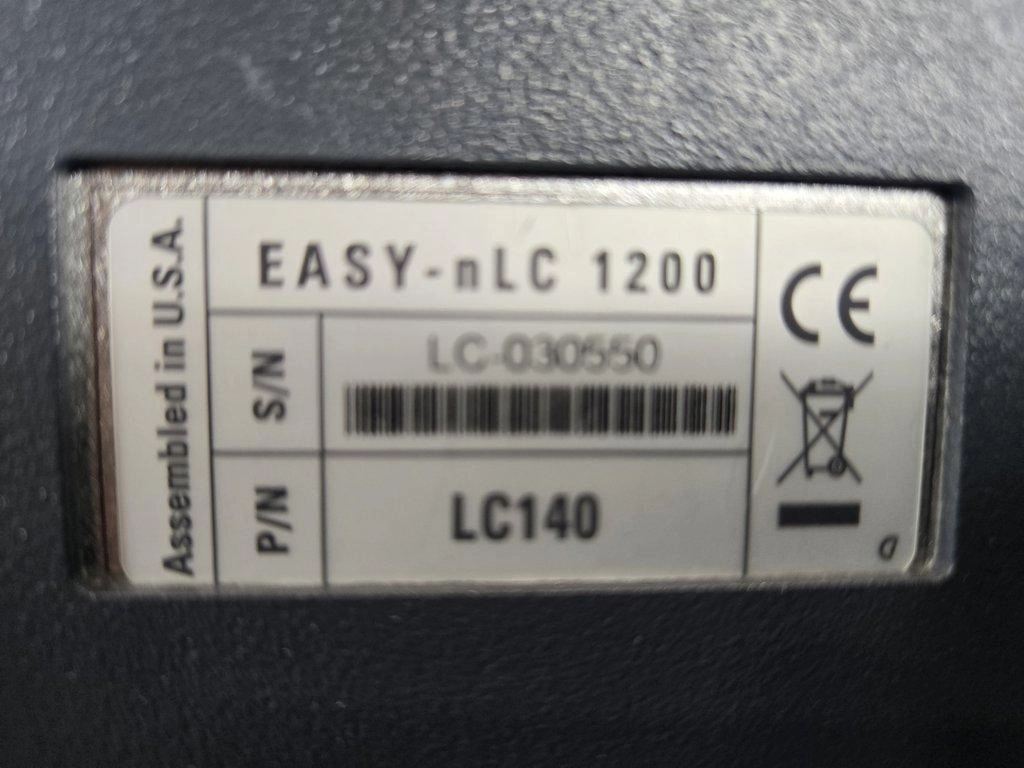 Assembled in U.S.A.
EASY-nLC 1200
S/N
LC-030550
P/N
LC140
CE
D